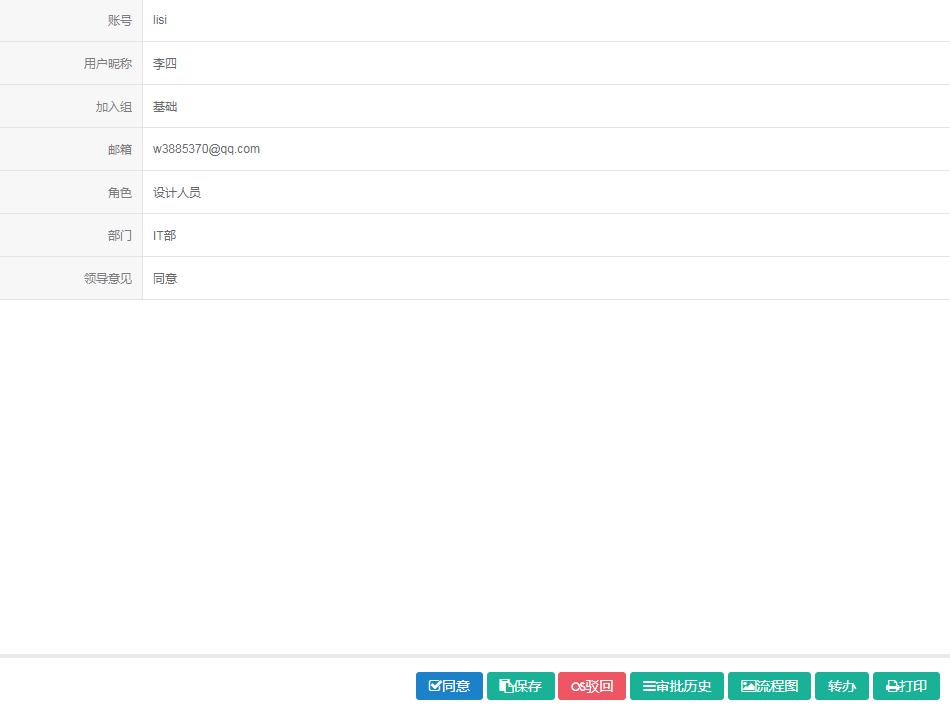 账号 lisi
用户昵称 李四
加入组 基础
邮箱 w3885370@qq.com
角色 设计人员
部门 IT部
领导意见 同意
同意 保存 驳回 审批历史 流程图 转办 打印